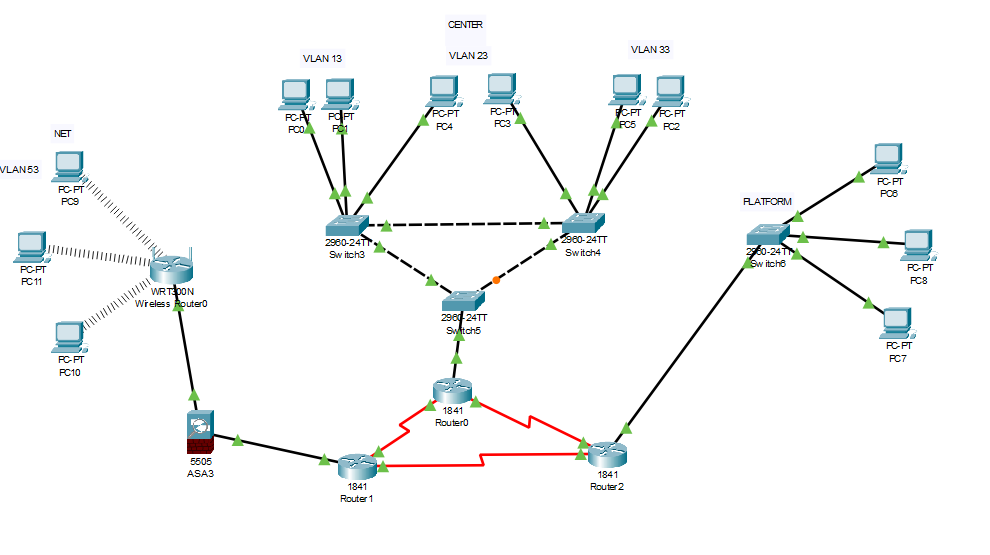 CENTER
VLAN 13
VLAN 23
VLAN 33
PC-PT
PC0
PC-PT
PC1
PC-PT
PC4
PC-PT
PC3
PC-PT
PC5
PC-PT
PC2
NET
VLAN 53
PC-PT
PC9
PC-PT
PC6
PLATFORM
2960-24TT
Switch3
2960-24TT
Switch4
2960-24TT
Switch6
PC-PT
PC11
PC-PT
PC8
WRT300N
Wireless Router0
2960-24TT
Switch5
PC-PT
PC10
PC-PT
PC7
1841
Router0
5505
ASA3
1841
Router1
1841
Router2